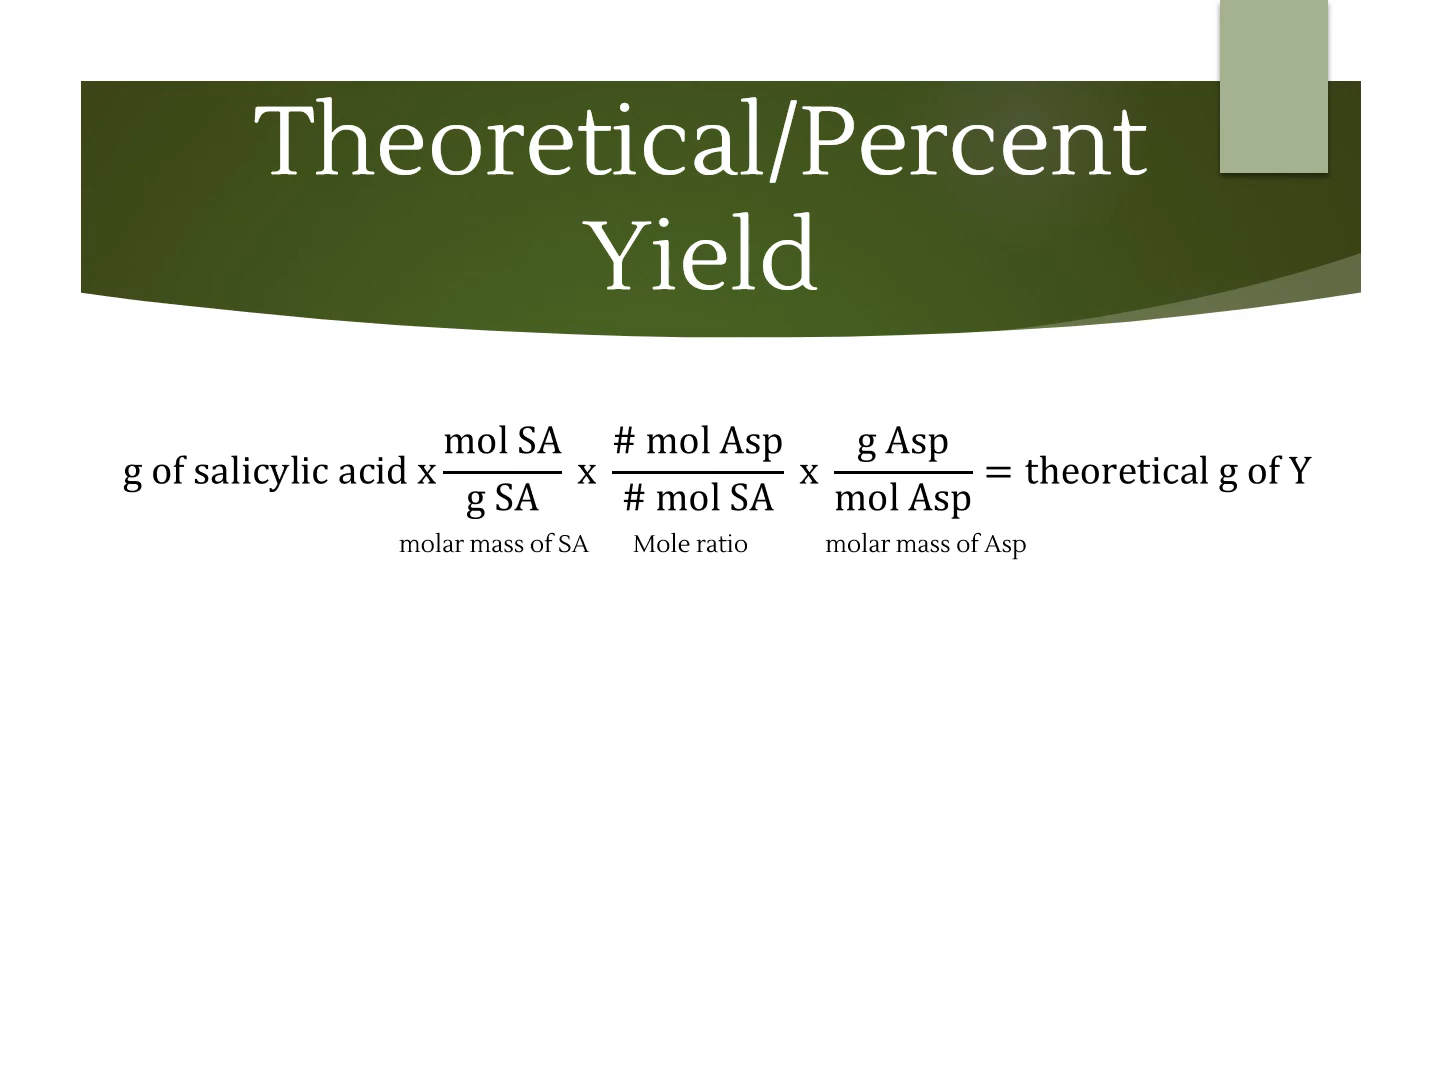 Theoretical/Percent
Yield
g of salicylic acid x (mol SA)/(g SA) x (# mol Asp)/(# mol SA) x (g Asp)/(mol Asp) = theoretical g of Y
molar mass of SA Mole ratio molar mass of Asp